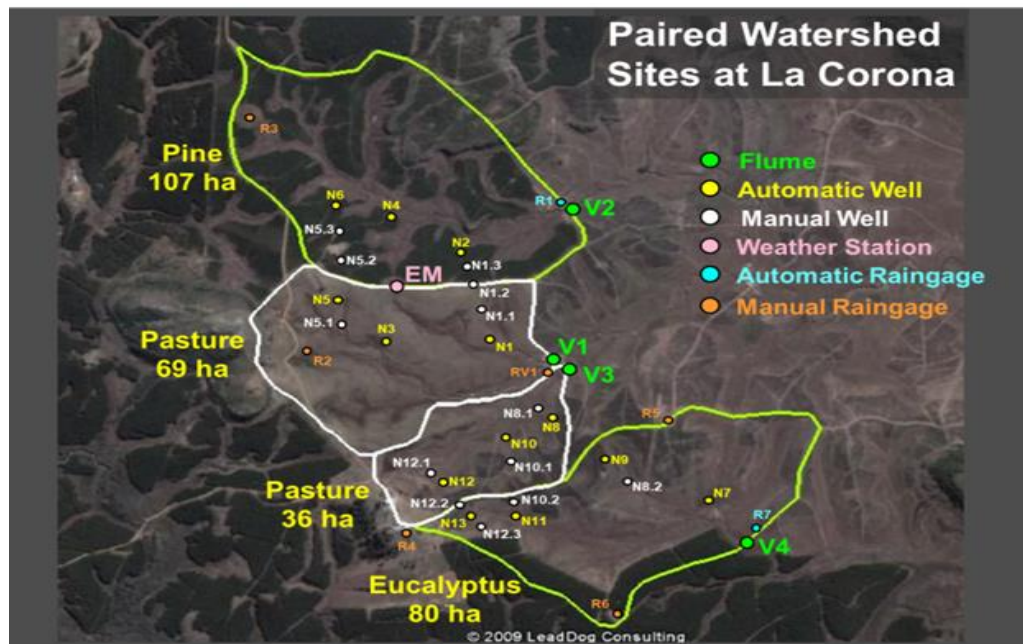 Paired Watershed
Sites at La Corona
R3
Pine
107 ha
Flume
N6
N4
R1
V2
Automatic Well
N5.3
Manual Well
N2
N5.2
N1.3
Weather Station
EM
N1.2
Automatic Raingage
N5
N1.1
Manual Raingage
N5.1
N3
N1
Pasture
69 ha
R2
V1
RV1
V3
N8.1
N8
R5
N10
N12.1
N10.1
N9
N12
N8.2
Pasture
36 ha
N12.2
N10.2
N7
N13
N11
R7
R4
N12.3
V4
Eucalyptus
80 ha
R6
© 2009 LeadDog Consulting